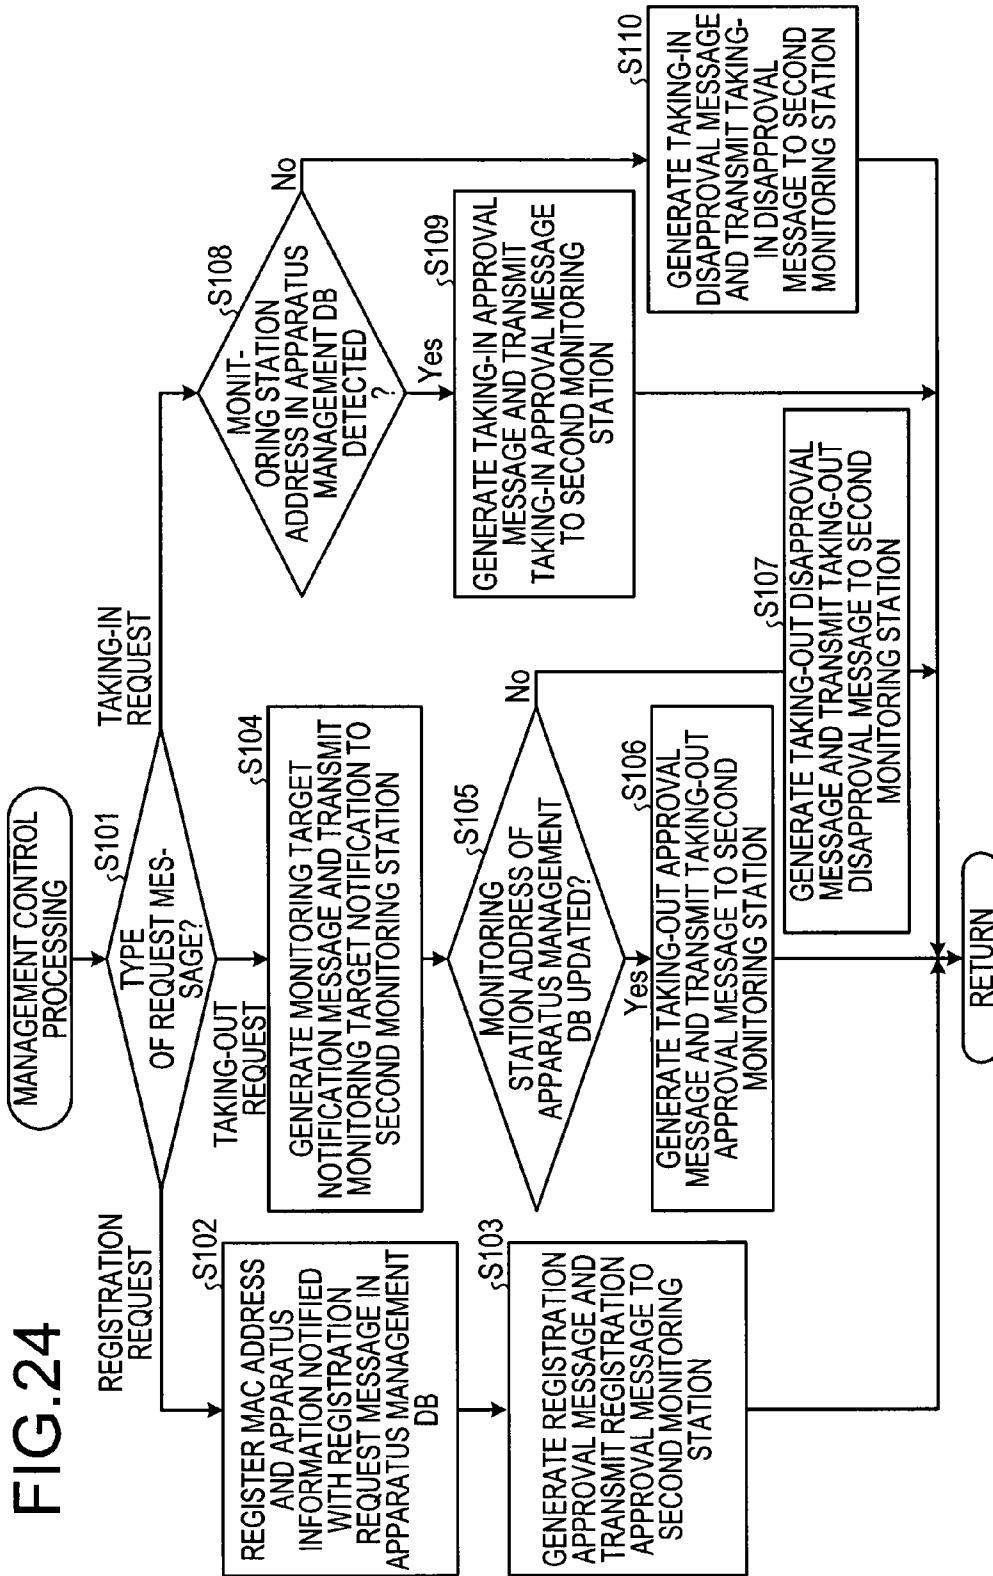 FIG.24
MANAGEMENT CONTROL
PROCESSING
S101
TYPE
OF REQUEST MES-
SAGE?
REGISTRATION
REQUEST
S102
REGISTER MAC ADDRESS
AND APPARATUS
INFORMATION NOTIFIED
WITH REGISTRATION
REQUEST MESSAGE IN
APPARATUS MANAGEMENT
DB
S103
GENERATE REGISTRATION
APPROVAL MESSAGE AND
TRANSMIT REGISTRATION
APPROVAL MESSAGE TO
SECOND MONITORING
STATION
TAKING-OUT
REQUEST
S104
GENERATE MONITORING TARGET
NOTIFICATION MESSAGE AND TRANSMIT
MONITORING TARGET NOTIFICATION TO
SECOND MONITORING STATION
S105
MONITORING
STATION ADDRESS OF
APPARATUS MANAGEMENT
DB UPDATED?
Yes
No
S106
GENERATE TAKING-OUT APPROVAL
MESSAGE AND TRANSMIT TAKING-OUT
APPROVAL MESSAGE TO SECOND
MONITORING STATION
S107
GENERATE TAKING-OUT DISAPPROVAL
MESSAGE AND TRANSMIT TAKING-OUT
DISAPPROVAL MESSAGE TO SECOND
MONITORING STATION
TAKING-IN
REQUEST
S108
MONIT-
ORING STATION
ADDRESS IN APPARATUS
MANAGEMENT DB
DETECTED
?
Yes
No
S109
GENERATE TAKING-IN APPROVAL
MESSAGE AND TRANSMIT
TAKING-IN APPROVAL MESSAGE
TO SECOND MONITORING
STATION
S110
GENERATE TAKING-IN
DISAPPROVAL MESSAGE
AND TRANSMIT TAKING-
IN DISAPPROVAL
MESSAGE TO SECOND
MONITORING STATION
RETURN